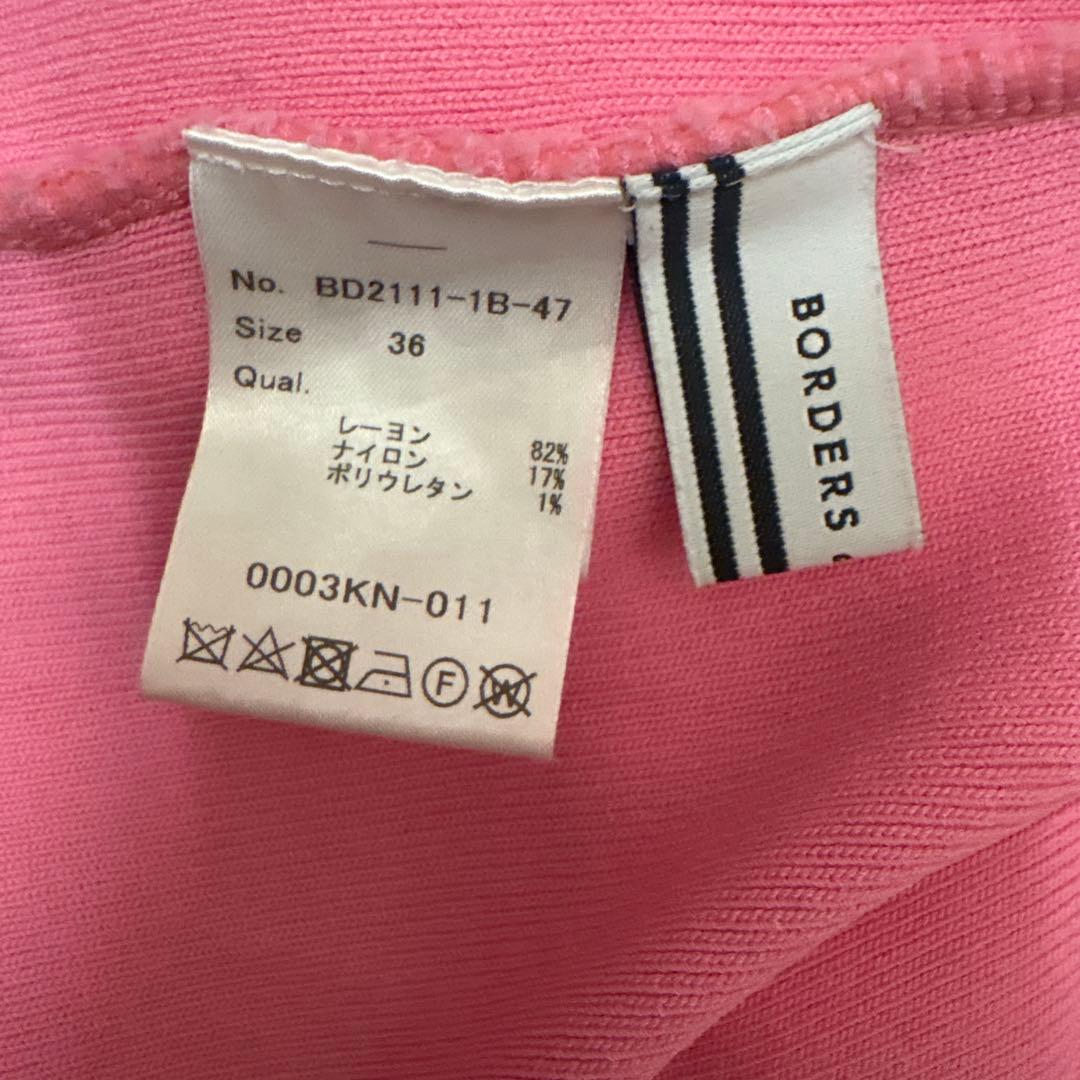 No. BD2111-1B-47
Size 36
Qual.
レーヨン 82%
ナイロン 17%
ポリウレタン 1%
0003KN-011
F
W
BORDERS